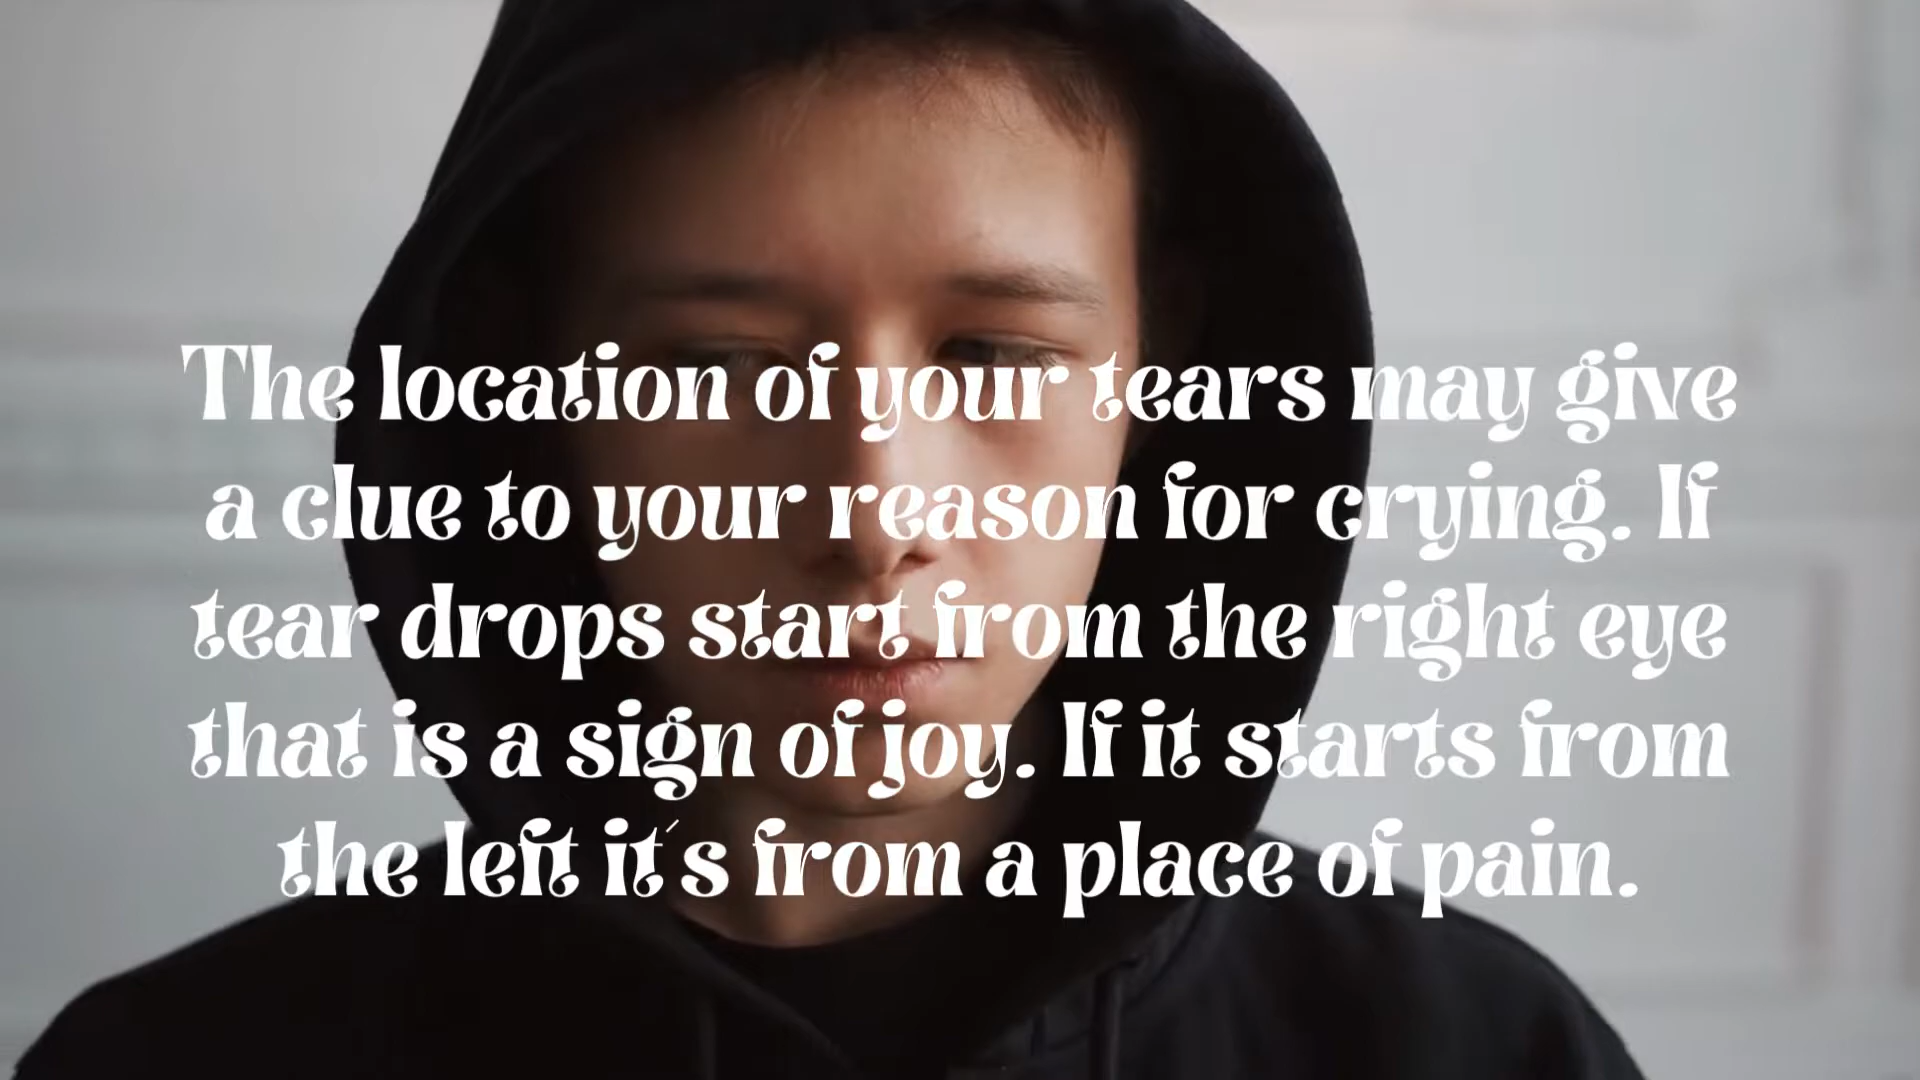 The location of your tears may give
a clue to your reason for crying. If
tear drops start from the right eye
that is a sign of joy. If it starts from
the left it´s from a place of pain.